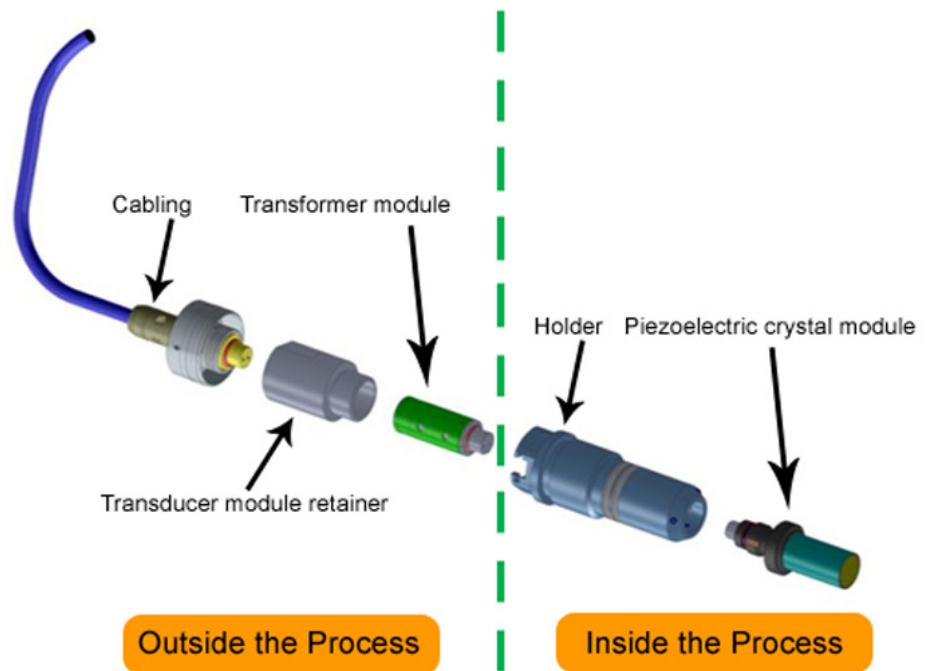 Cabling
Transformer module
Holder
Piezoelectric crystal module
Transducer module retainer
Outside the Process
Inside the Process